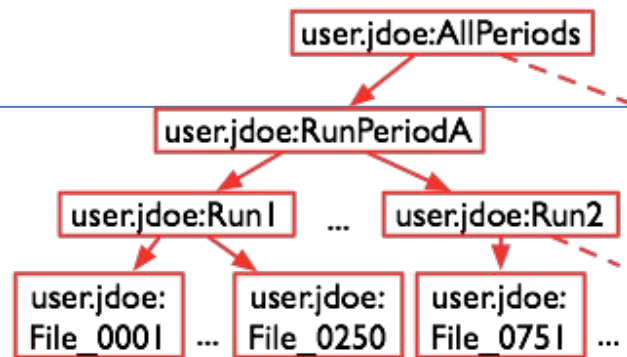 user.jdoe:AllPeriods
user.jdoe:RunPeriodA
user.jdoe:Run1
...
user.jdoe:Run2
user.jdoe:
File_0001
...
user.jdoe:
File_0250
user.jdoe:
File_0751
...